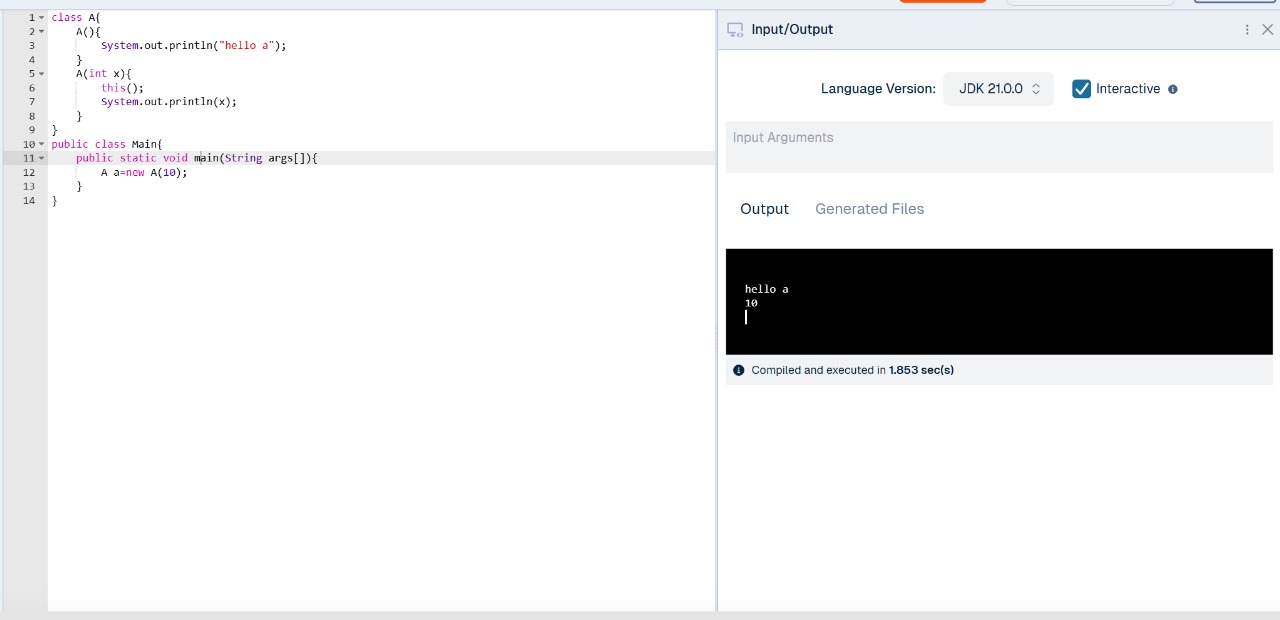 1 class A{
2 A(){
3 System.out.println("hello a");
4 }
5 A(int x){
6 this();
7 System.out.println(x);
8 }
9 }
10 public class Main{
11 public static void main(String args[]){
12 A a=new A(10);
13 }
14 }
Input/Output
Language Version: JDK 21.0.0 Interactive
Input Arguments
Output Generated Files
hello a
10
Compiled and executed in 1.853 sec(s)